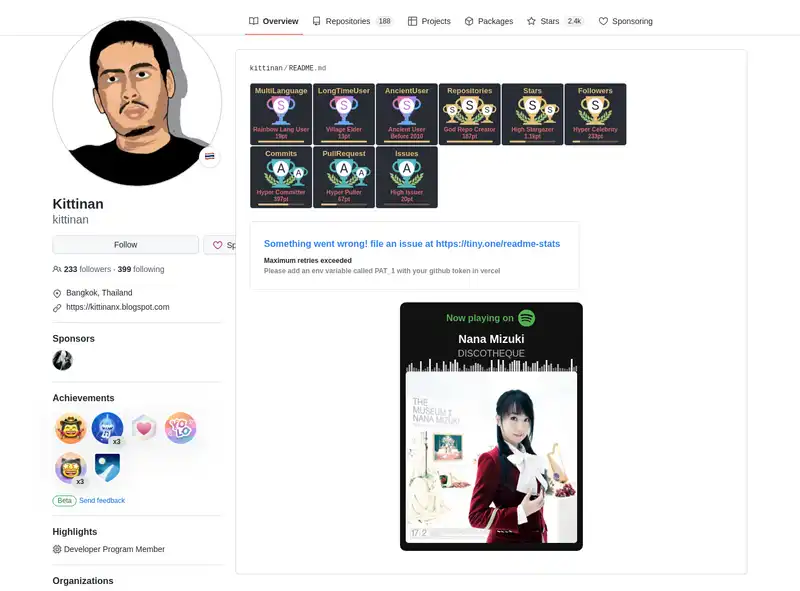 Overview
Repositories 188
Projects
Packages
Stars 2.4k
Sponsoring
Kittinan
kittinan
Follow
Sp
233 followers · 399 following
Bangkok, Thailand
https://kittinanx.blogspot.com
Sponsors
Achievements
x3
YOLO
x3
Beta Send feedback
Highlights
Developer Program Member
Organizations
kittinan/README.md
MultiLanguage
S
Rainbow Lang User
19pt
LongTimeUser
S
Village Elder
13pt
AncientUser
S
Ancient User
Before 2010
Repositories
S S S
God Repo Creator
187pt
Stars
S S
High Stargazer
Followers
S
Hyper Celebrity
233pt
Commits
A A
Hyper Committer
397pt
PullRequest
A A
Hyper Puller
67pt
Issues
A
High Issuer
20pt
Something went wrong! file an issue at https://tiny.one/readme-stats
Maximum retries exceeded
Please add an env variable called PAT_1 with your github token in vercel
Now playing on
Nana Mizuki
DISCOTHEQUE
THE
MUSEUM
NANA MIZUKI